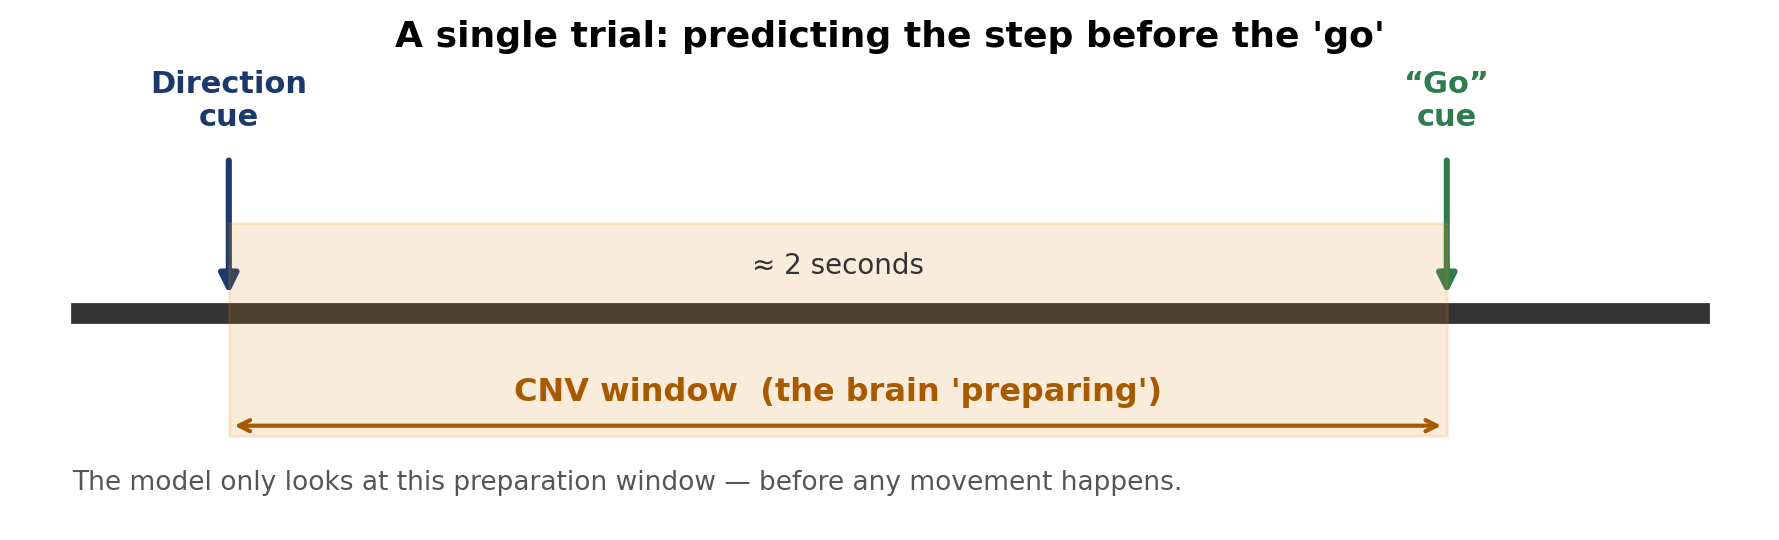 A single trial: predicting the step before the 'go'
Direction
cue
“Go”
cue
≈ 2 seconds
CNV window  (the brain 'preparing')
The model only looks at this preparation window — before any movement happens.